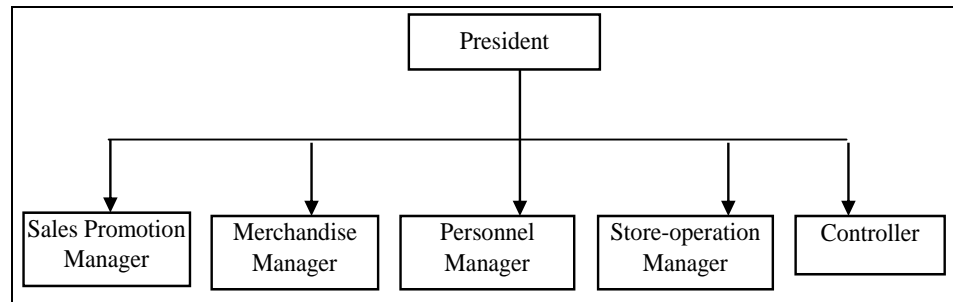 President
Sales Promotion
Manager
Merchandise
Manager
Personnel
Manager
Store-operation
Manager
Controller